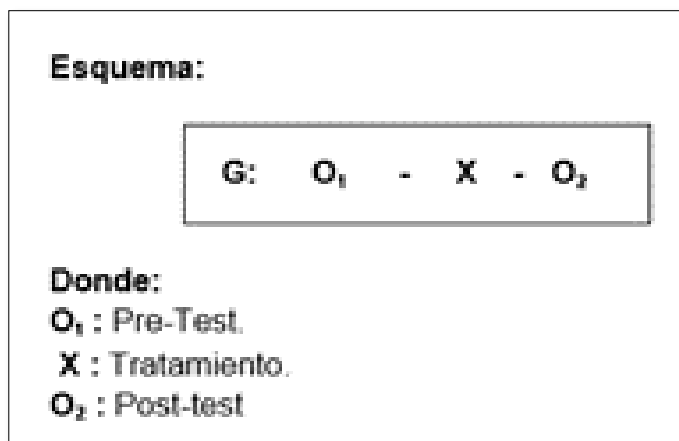 Esquema:
G: O₁ - X - O₂
Donde:
O₁ : Pre-Test.
X : Tratamiento.
O₂ : Post-test